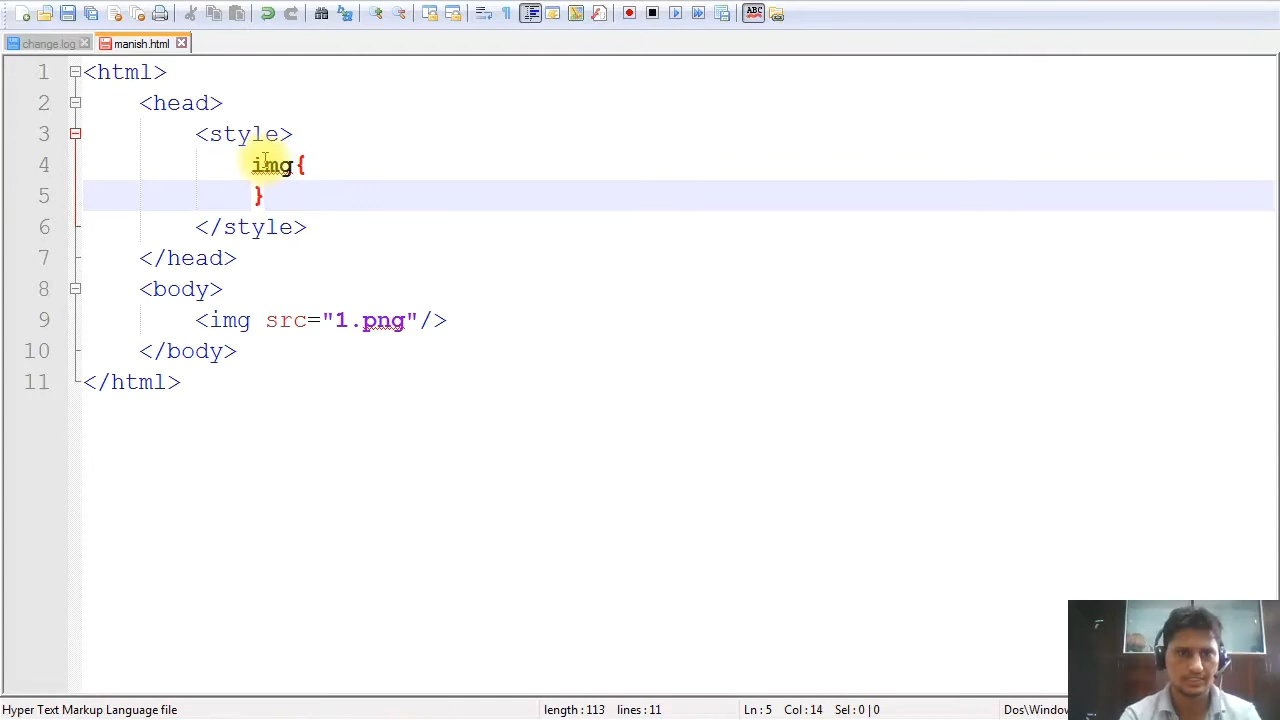 ABC
change.log manish.html
1 <html>
2 <head>
3 <style>
4 img{
5 }
6 </style>
7 </head>
8 <body>
9 <img src="1.png"/>
10 </body>
11 </html>
Hyper Text Markup Language file length : 113 lines : 11 Ln : 5 Col : 14 Sel : 0 | 0 Dos\Window